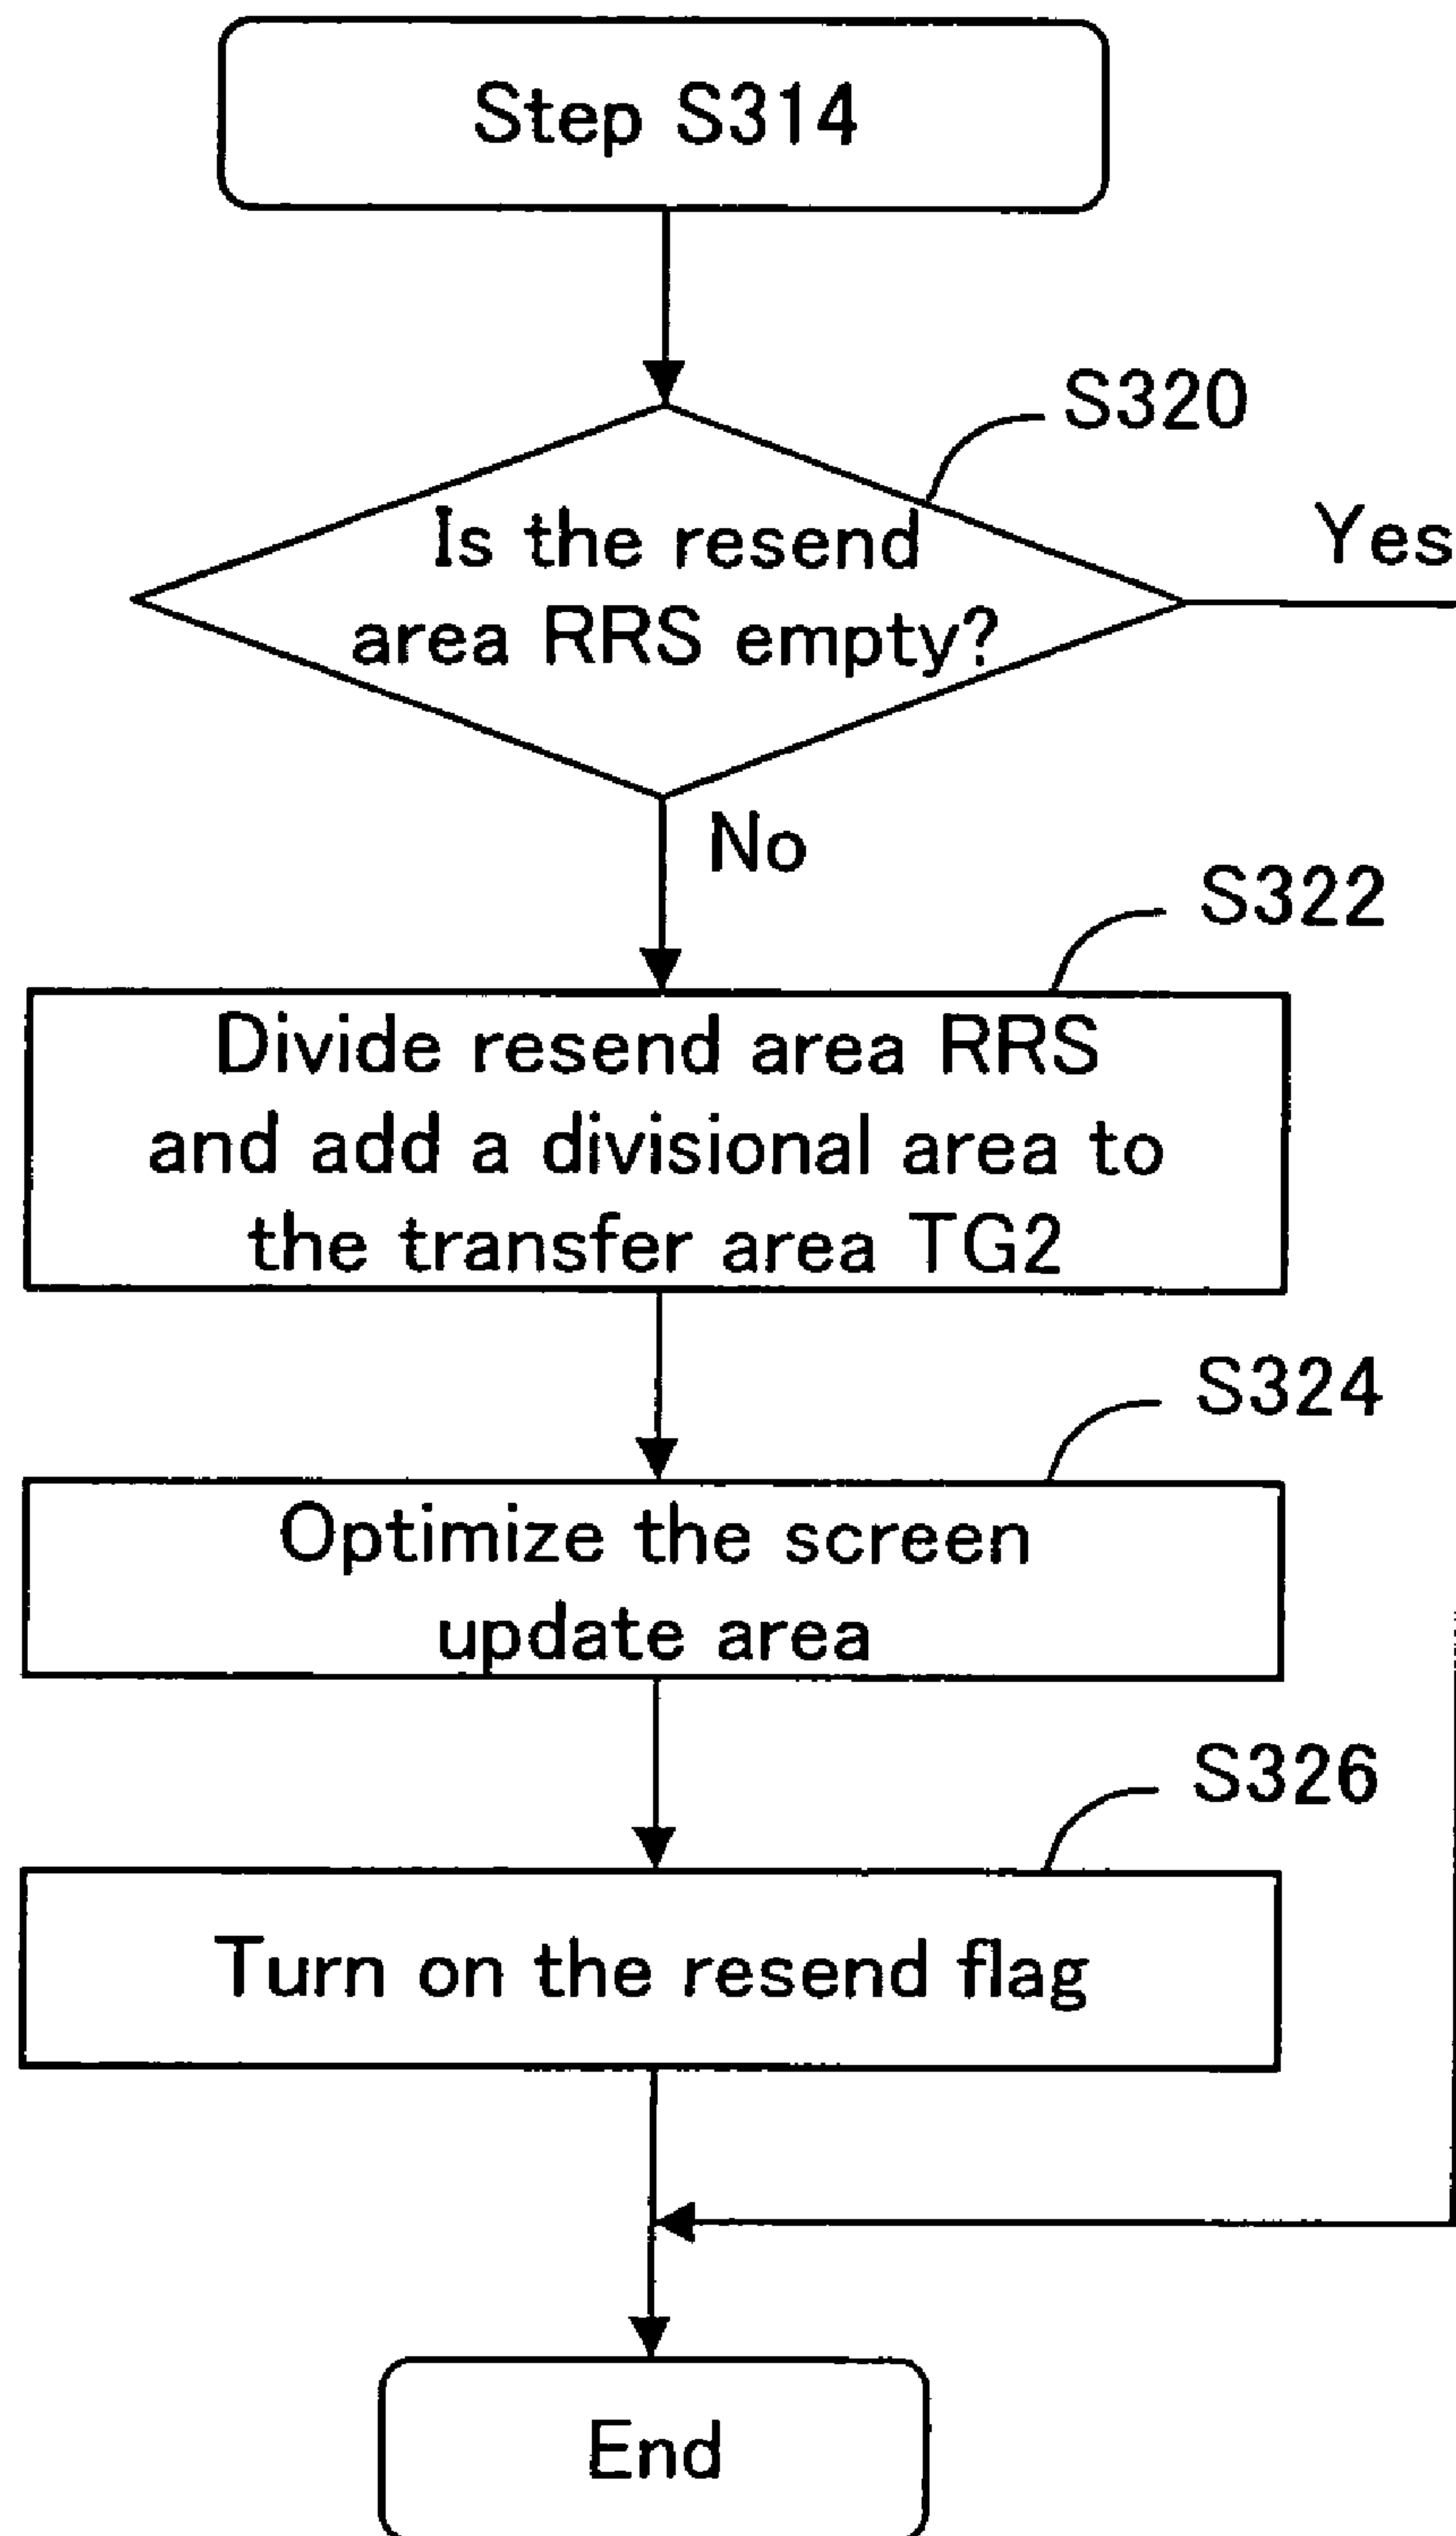 Step S314
S320
Is the resend
area RRS empty?
Yes
No
S322
Divide resend area RRS
and add a divisional area to
the transfer area TG2
S324
Optimize the screen
update area
S326
Turn on the resend flag
End